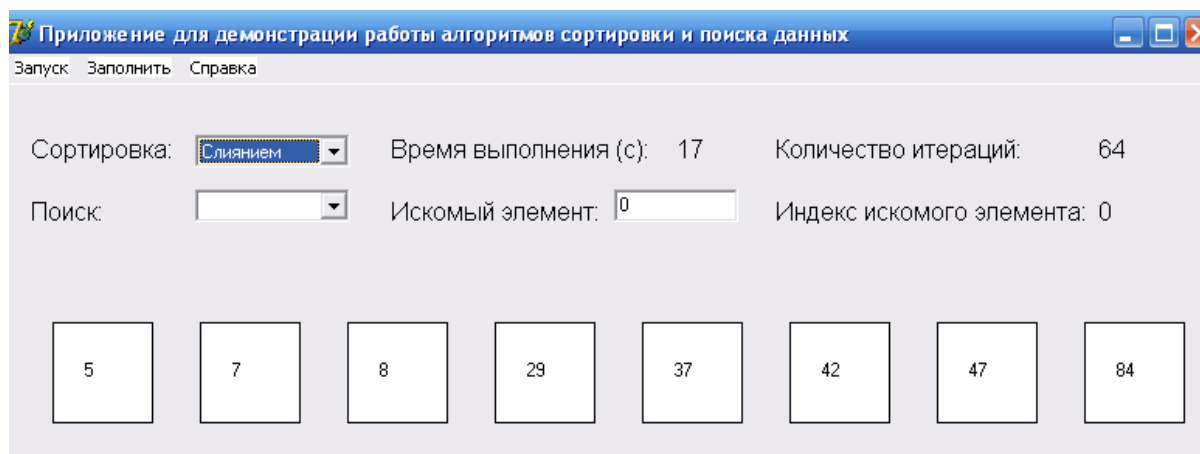 Приложение для демонстрации работы алгоритмов сортировки и поиска данных
Запуск Заполнить Справка
Сортировка: Слиянием Время выполнения (с): 17 Количество итераций: 64
Поиск: Искомый элемент: 0 Индекс искомого элемента: 0
5 7 8 29 37 42 47 84